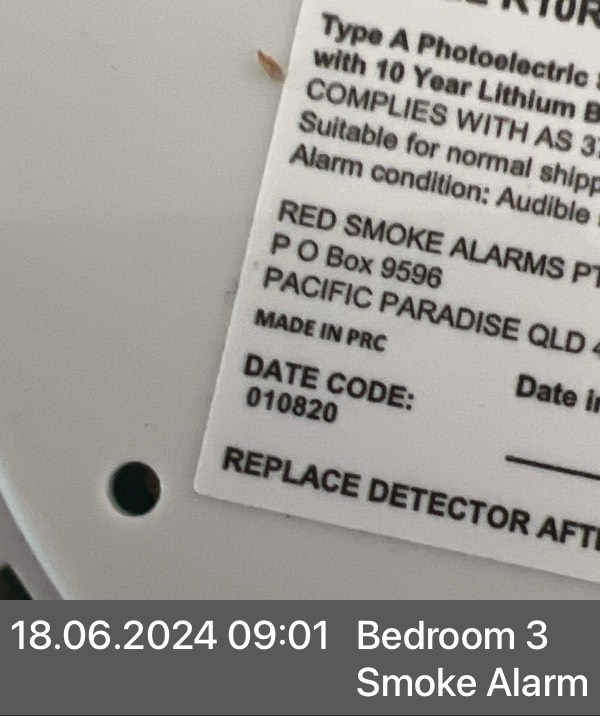 Type A Photoelectric
with 10 Year Lithium
COMPLIES WITH AS
Suitable for normal
Alarm condition: Audible
RED SMOKE ALARMS
P O Box 9596
PACIFIC PARADISE QLD
MADE IN PRC
DATE CODE:
Date
010820
REPLACE DETECTOR
18.06.2024 09:01 Bedroom 3
Smoke Alarm